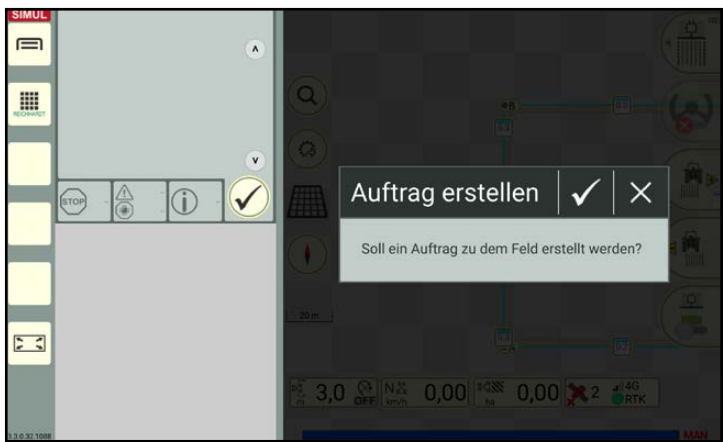 SIMUL
REICHHARDT
STOP
Auftrag erstellen
Soll ein Auftrag zu dem Feld erstellt werden?
20 m
3,0
OFF
N
km/h
0,00
ha
0,00
2
4G
RTK
MAN